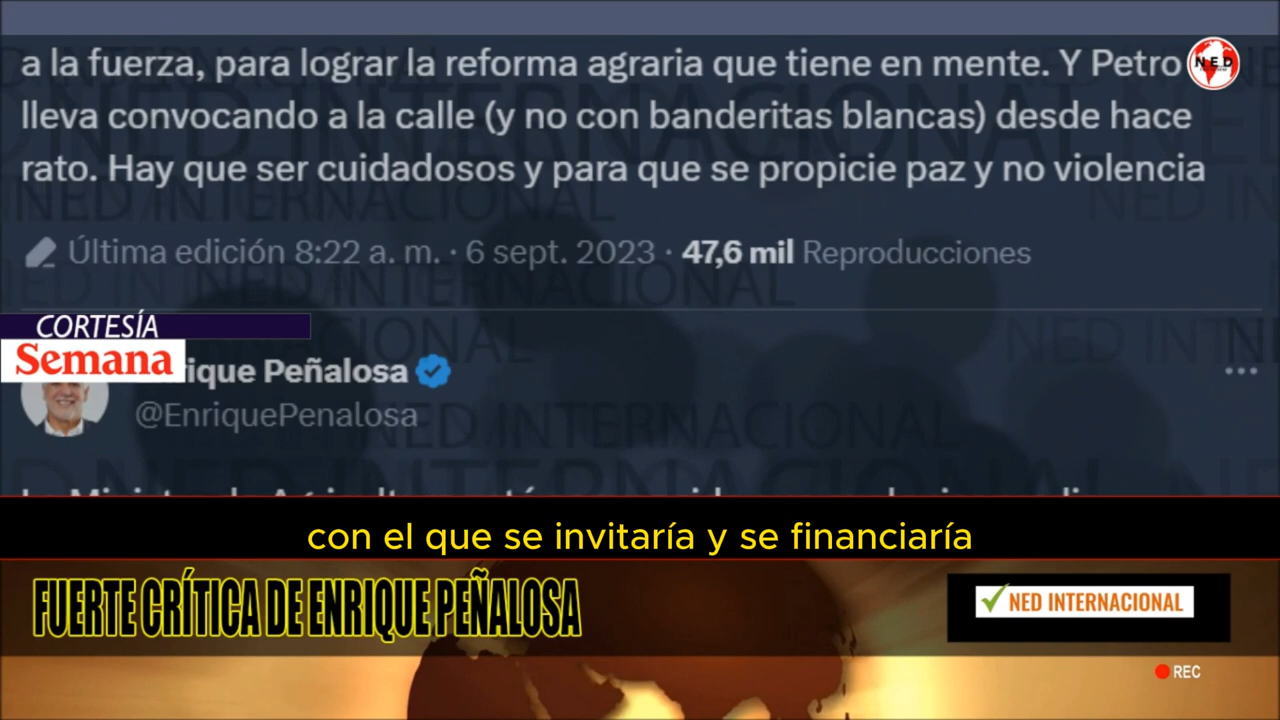 a la fuerza, para lograr la reforma agraria que tiene en mente. Y Petro
NED
lleva convocando a la calle (y no con banderitas blancas) desde hace
rato. Hay que ser cuidadosos y para que se propicie paz y no violencia
Última edición 8:22 a. m. · 6 sept. 2023 · 47,6 mil Reproducciones
CORTESÍA
Semana
rique Peñalosa
@EnriquePenalosa
con el que se invitaría y se financiaría
FUERTE CRÍTICA DE ENRIQUE PEÑALOSA
NED INTERNACIONAL
REC